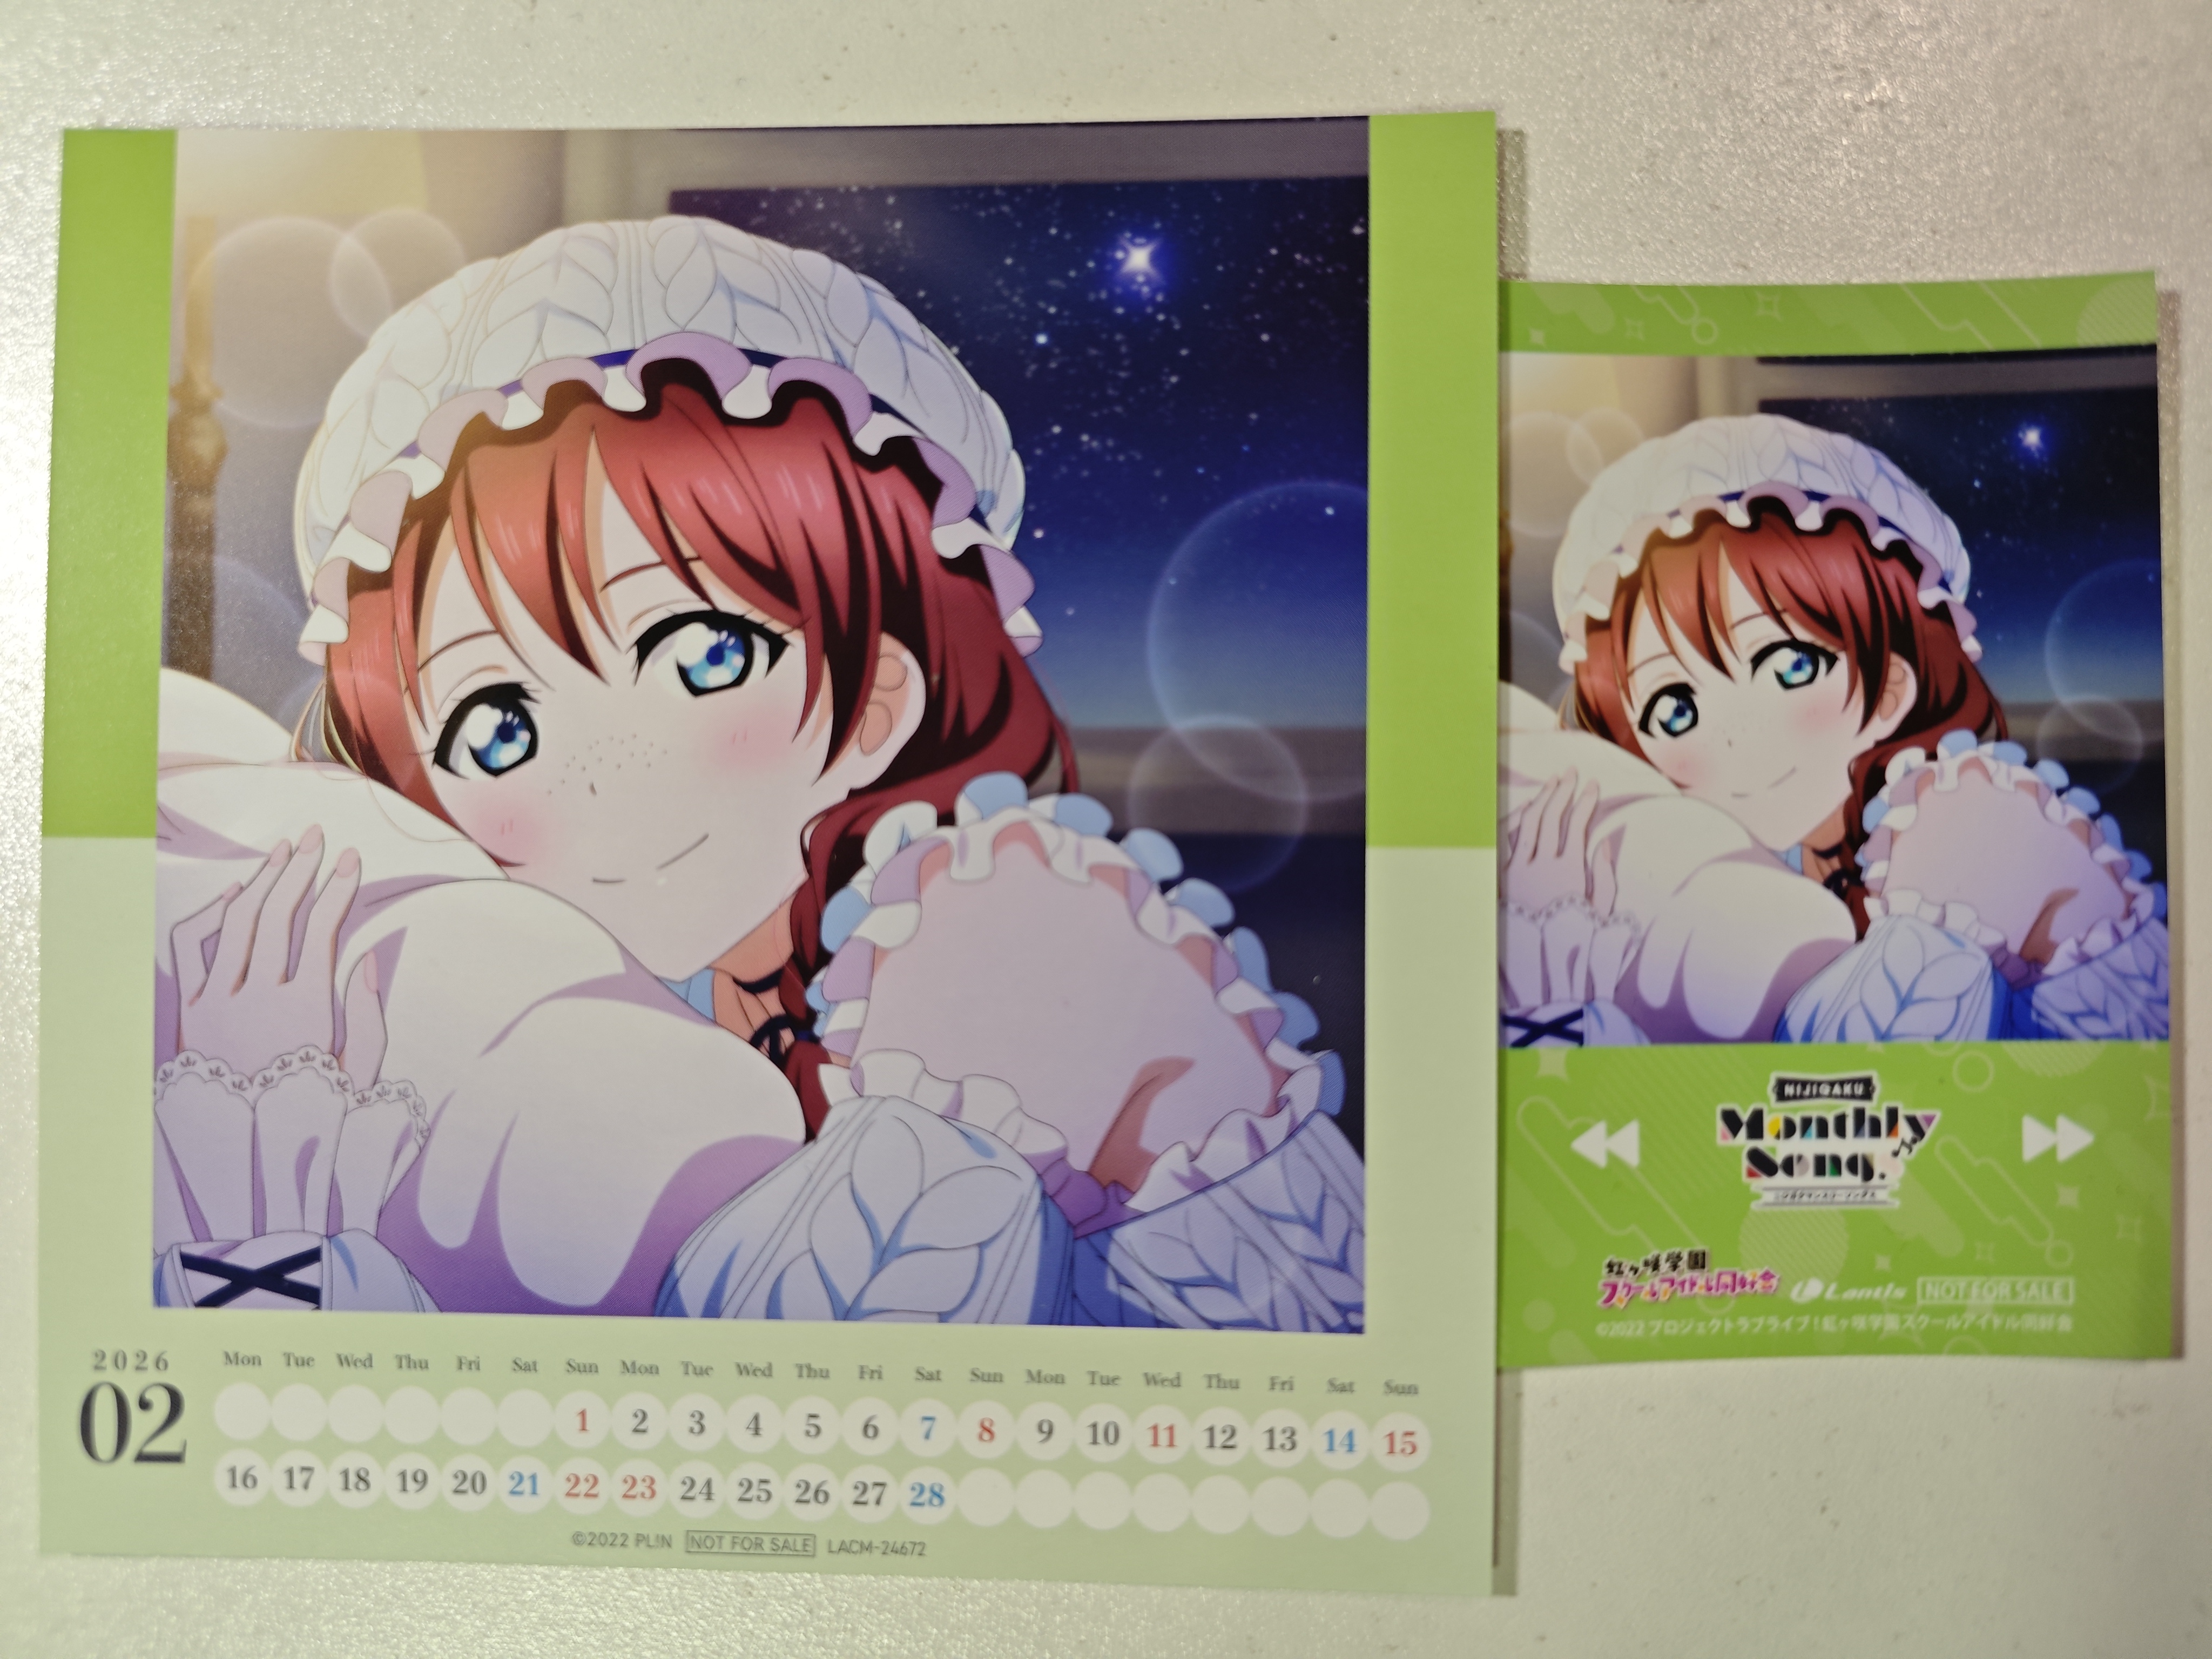 2026
02
Mon Tue Wed Thu Fri Sat Sun Mon Tue Wed Thu Fri Sat Sun Mon Tue Wed Thu Fri Sat Sun
1 2 3 4 5 6 7 8 9 10 11 12 13 14 15
16 17 18 19 20 21 22 23 24 25 26 27 28
©2022 PL!N NOT FOR SALE LACM-24672
NIJIGAKU
Monthly
Song
虹ヶ咲学園
スクールアイドル同好会
Lantis NOT FOR SALE
©2022 プロジェクトラブライブ！虹ヶ咲学園スクールアイドル同好会